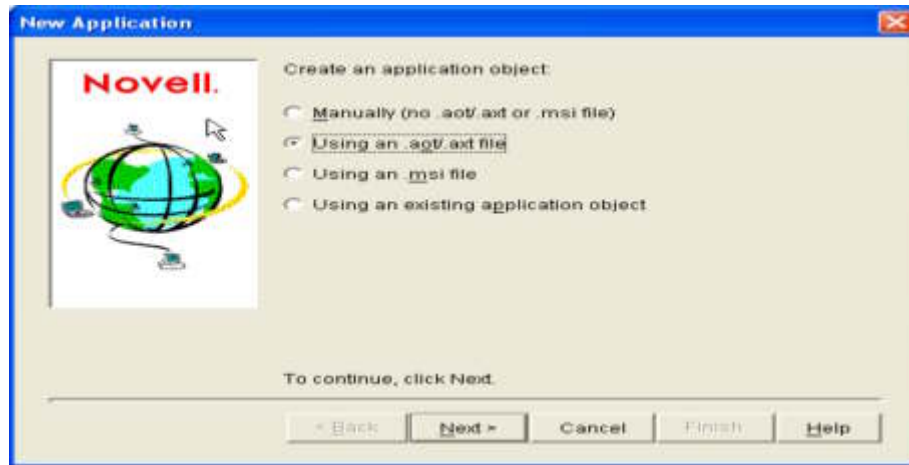 New Application
Novell.
Create an application object:
Manually (no .aot/.axt or .msi file)
Using an .aot/.axt file
Using an .msi file
Using an existing application object
To continue, click Next.
< Back
Next >
Cancel
Finish
Help